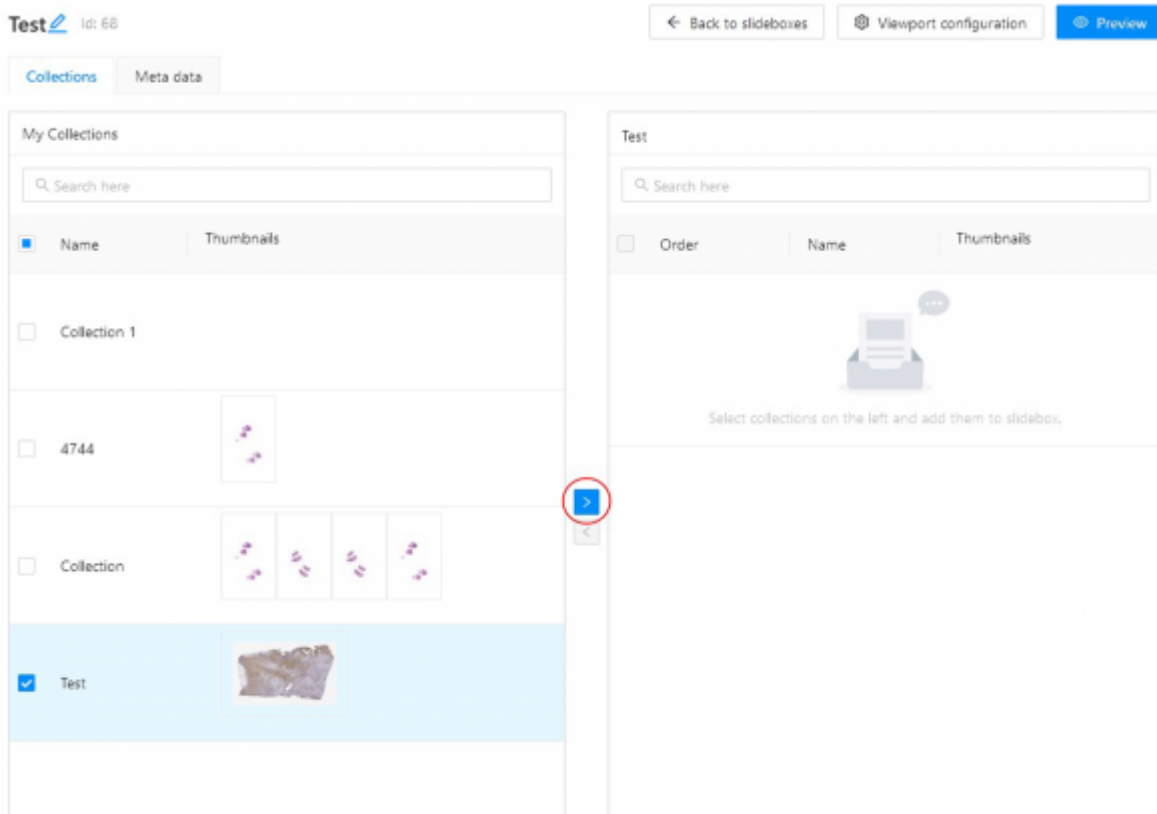 Test Id: 68
Back to slideboxes
Viewport configuration
Preview
Collections
Meta data
My Collections
Search here
Name
Thumbnails
Collection 1
4744
Collection
Test
Test
Search here
Order
Name
Thumbnails
Select collections on the left and add them to slidebox.